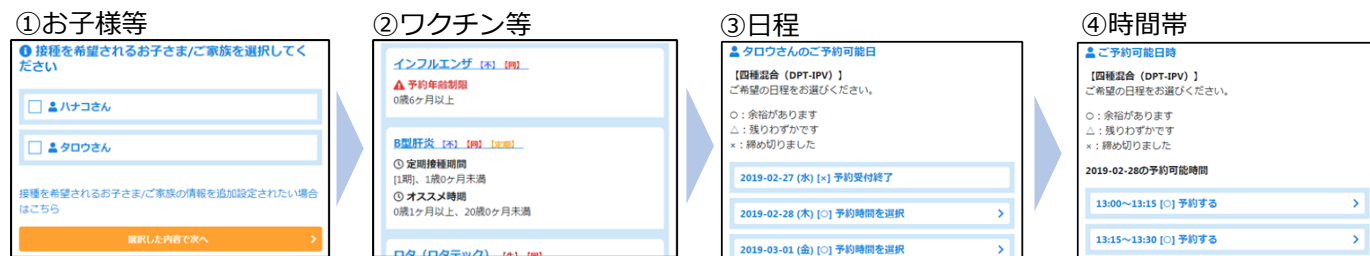 ①お子様等
❶ 接種を希望されるお子さま/ご家族を選択してく
ださい
ハナコさん
タロウさん
接種を希望されるお子さま/ご家族の情報を追加設定されたい場合
はこちら
選択した内容で次へ
②ワクチン等
インフルエンザ 【不】 【同】
予約年齢制限
0歳6ヶ月以上
B型肝炎 【不】 【同】 【定期】
定期接種期間
[1期]、1歳0ヶ月未満
オススメ時期
0歳1ヶ月以上、20歳0ヶ月未満
ロタ（ロタテック） 【生】 【同】
③日程
タロウさんのご予約可能日
【四種混合（DPT-IPV）】
ご希望の日程をお選びください。
○：余裕があります
△：残りわずかです
×：締め切りました
2019-02-27 (水) [×] 予約受付終了
2019-02-28 (木) [○] 予約時間を選択
2019-03-01 (金) [○] 予約時間を選択
④時間帯
ご予約可能日時
【四種混合（DPT-IPV）】
ご希望の日程をお選びください。
○：余裕があります
△：残りわずかです
×：締め切りました
2019-02-28の予約可能時間
13:00～13:15 [○] 予約する
13:15～13:30 [○] 予約する